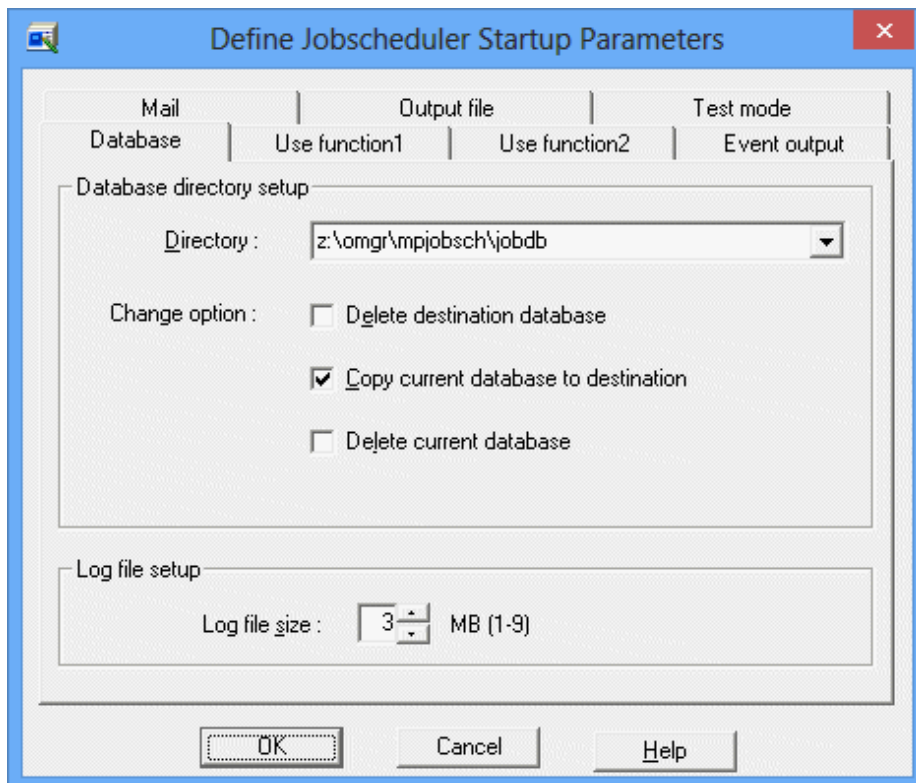 Define Jobscheduler Startup Parameters
Mail Output file Test mode
Database Use function1 Use function2 Event output
Database directory setup
Directory : z:\omgr\mpjobsch\jobdb
Change option : Delete destination database
Copy current database to destination
Delete current database
Log file setup
Log file size : 3 MB (1-9)
OK Cancel Help